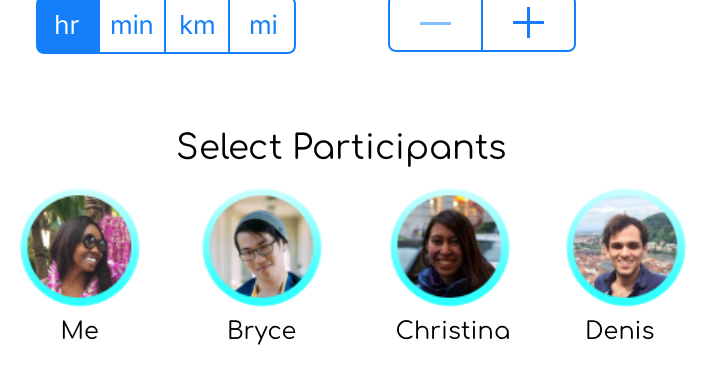 hr min km mi
Select Participants
Me Bryce Christina Denis